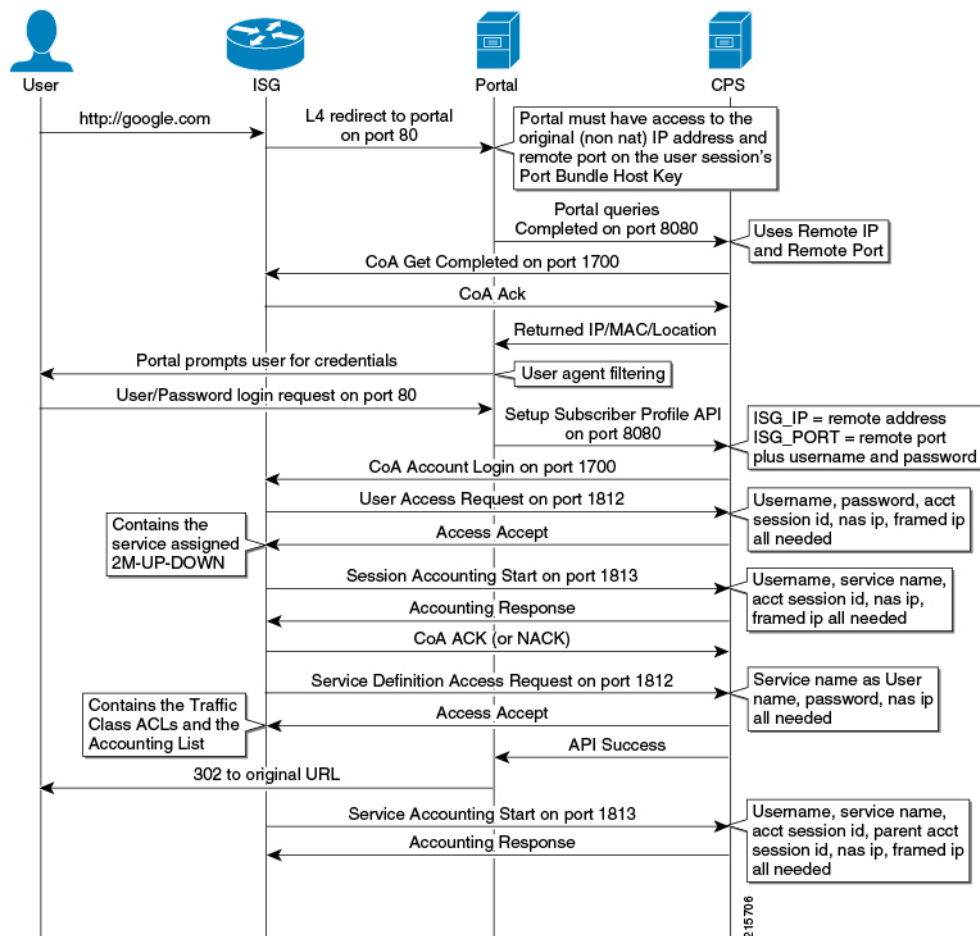 User
ISG
Portal
CPS
http://google.com
L4 redirect to portal
on port 80
Portal must have access to the
original (non nat) IP address and
remote port on the user session's
Port Bundle Host Key
Portal queries
Completed on port 8080
Uses Remote IP
and Remote Port
CoA Get Completed on port 1700
CoA Ack
Returned IP/MAC/Location
Portal prompts user for credentials
User agent filtering
User/Password login request on port 80
Setup Subscriber Profile API
on port 8080
ISG_IP = remote address
ISG_PORT = remote port
plus username and password
CoA Account Login on port 1700
User Access Request on port 1812
Username, password, acct
session id, nas ip, framed ip
all needed
Contains the
service assigned
2M-UP-DOWN
Access Accept
Session Accounting Start on port 1813
Username, service name,
acct session id, nas ip,
framed ip all needed
Accounting Response
CoA ACK (or NACK)
Service Definition Access Request on port 1812
Service name as User
name, password, nas ip
all needed
Contains the Traffic
Class ACLs and the
Accounting List
Access Accept
API Success
302 to original URL
Service Accounting Start on port 1813
Username, service name,
acct session id, parent acct
session id, nas ip, framed ip
all needed
Accounting Response
215706